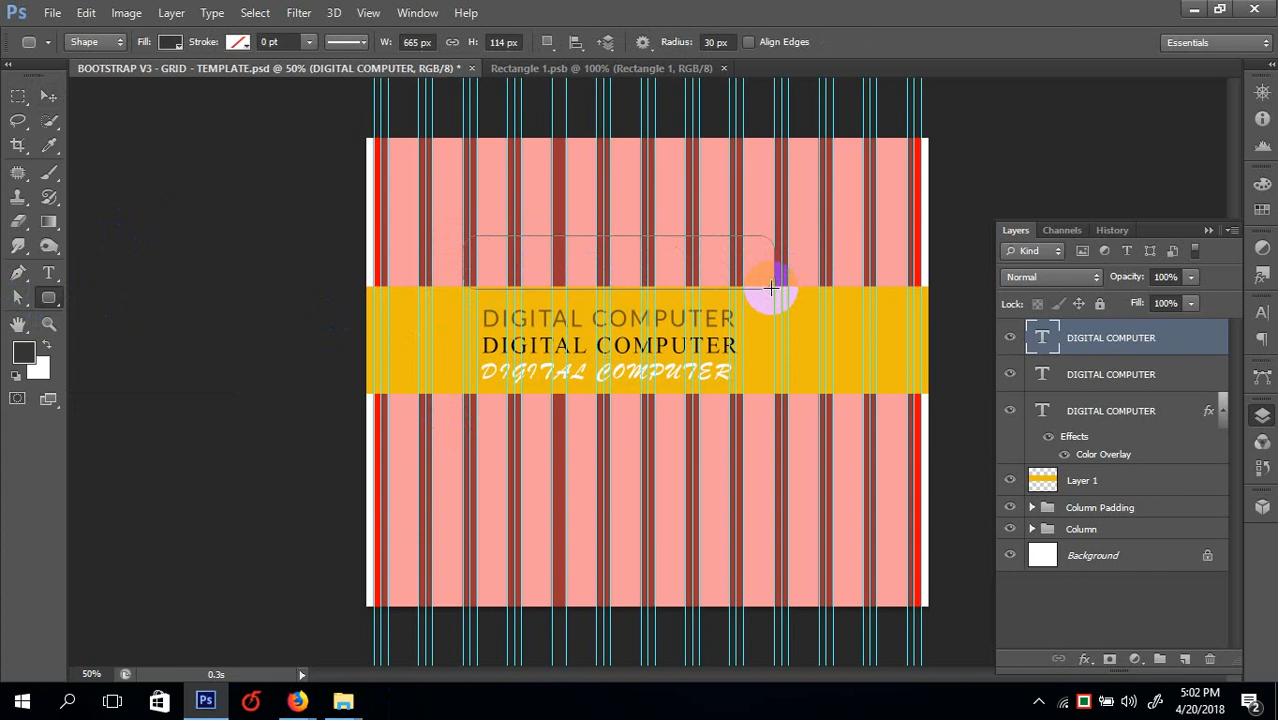 Ps File Edit Image Layer Type Select Filter 3D View Window Help
Shape Fill: Stroke: 0 pt W: 665 px H: 114 px Radius: 30 px Align Edges Essentials
BOOTSTRAP V3 - GRID - TEMPLATE.psd @ 50% (DIGITAL COMPUTER, RGB/8) * × Rectangle 1.psb @ 100% (Rectangle 1, RGB/8) ×
Layers Channels History
Kind
Normal Opacity: 100%
Lock: Fill: 100%
DIGITAL COMPUTER
DIGITAL COMPUTER
DIGITAL COMPUTER
T DIGITAL COMPUTER
T DIGITAL COMPUTER
T DIGITAL COMPUTER fx
Effects
Color Overlay
Layer 1
Column Padding
Column
Background
50% 0.3s
Ps 5:02 PM
4/20/2018
2